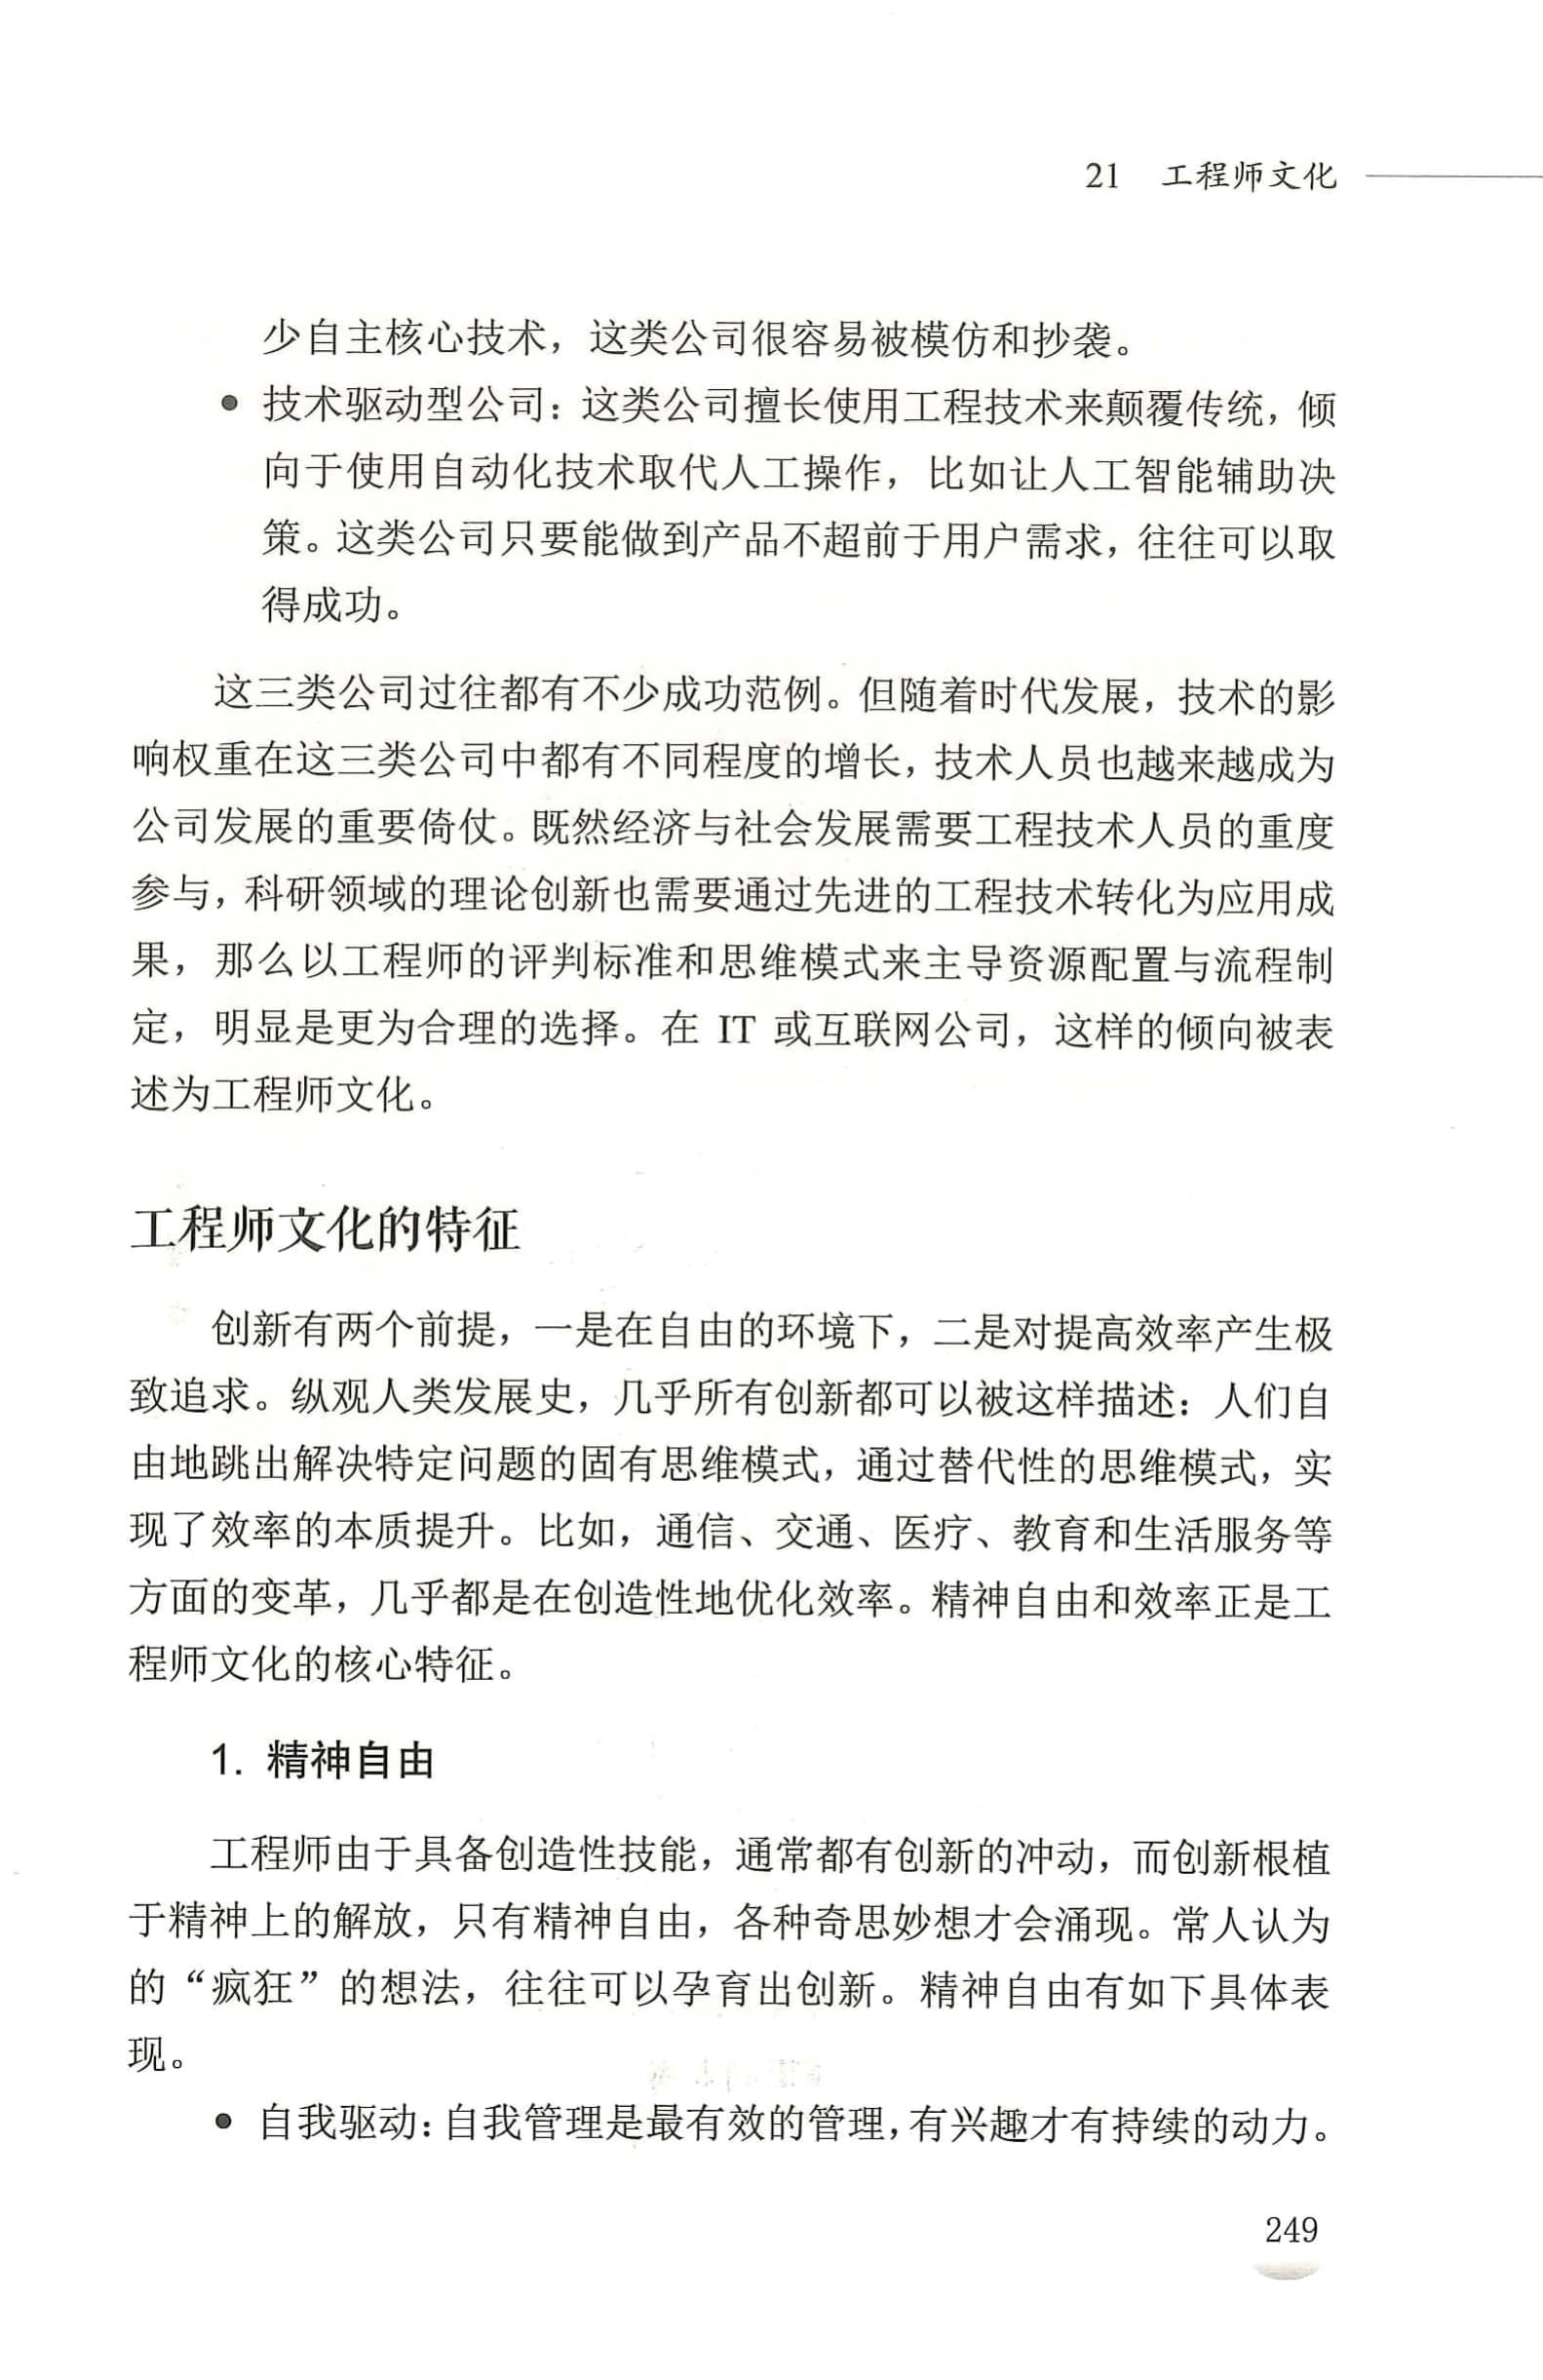 21 工程师文化
少自主核心技术，这类公司很容易被模仿和抄袭。
● 技术驱动型公司：这类公司擅长使用工程技术来颠覆传统，倾
向于使用自动化技术取代人工操作，比如让人工智能辅助决
策。这类公司只要能做到产品不超前于用户需求，往往可以取
得成功。
这三类公司过往都有不少成功范例。但随着时代发展，技术的影
响权重在这三类公司中都有不同程度的增长，技术人员也越来越成为
公司发展的重要倚仗。既然经济与社会发展需要工程技术人员的重度
参与，科研领域的理论创新也需要通过先进的工程技术转化为应用成
果，那么以工程师的评判标准和思维模式来主导资源配置与流程制
定，明显是更为合理的选择。在 IT 或互联网公司，这样的倾向被表
述为工程师文化。
工程师文化的特征
创新有两个前提，一是在自由的环境下，二是对提高效率产生极
致追求。纵观人类发展史，几乎所有创新都可以被这样描述：人们自
由地跳出解决特定问题的固有思维模式，通过替代性的思维模式，实
现了效率的本质提升。比如，通信、交通、医疗、教育和生活服务等
方面的变革，几乎都是在创造性地优化效率。精神自由和效率正是工
程师文化的核心特征。
1. 精神自由
工程师由于具备创造性技能，通常都有创新的冲动，而创新根植
于精神上的解放，只有精神自由，各种奇思妙想才会涌现。常人认为
的“疯狂”的想法，往往可以孕育出创新。精神自由有如下具体表
现。
● 自我驱动：自我管理是最有效的管理，有兴趣才有持续的动力。
249